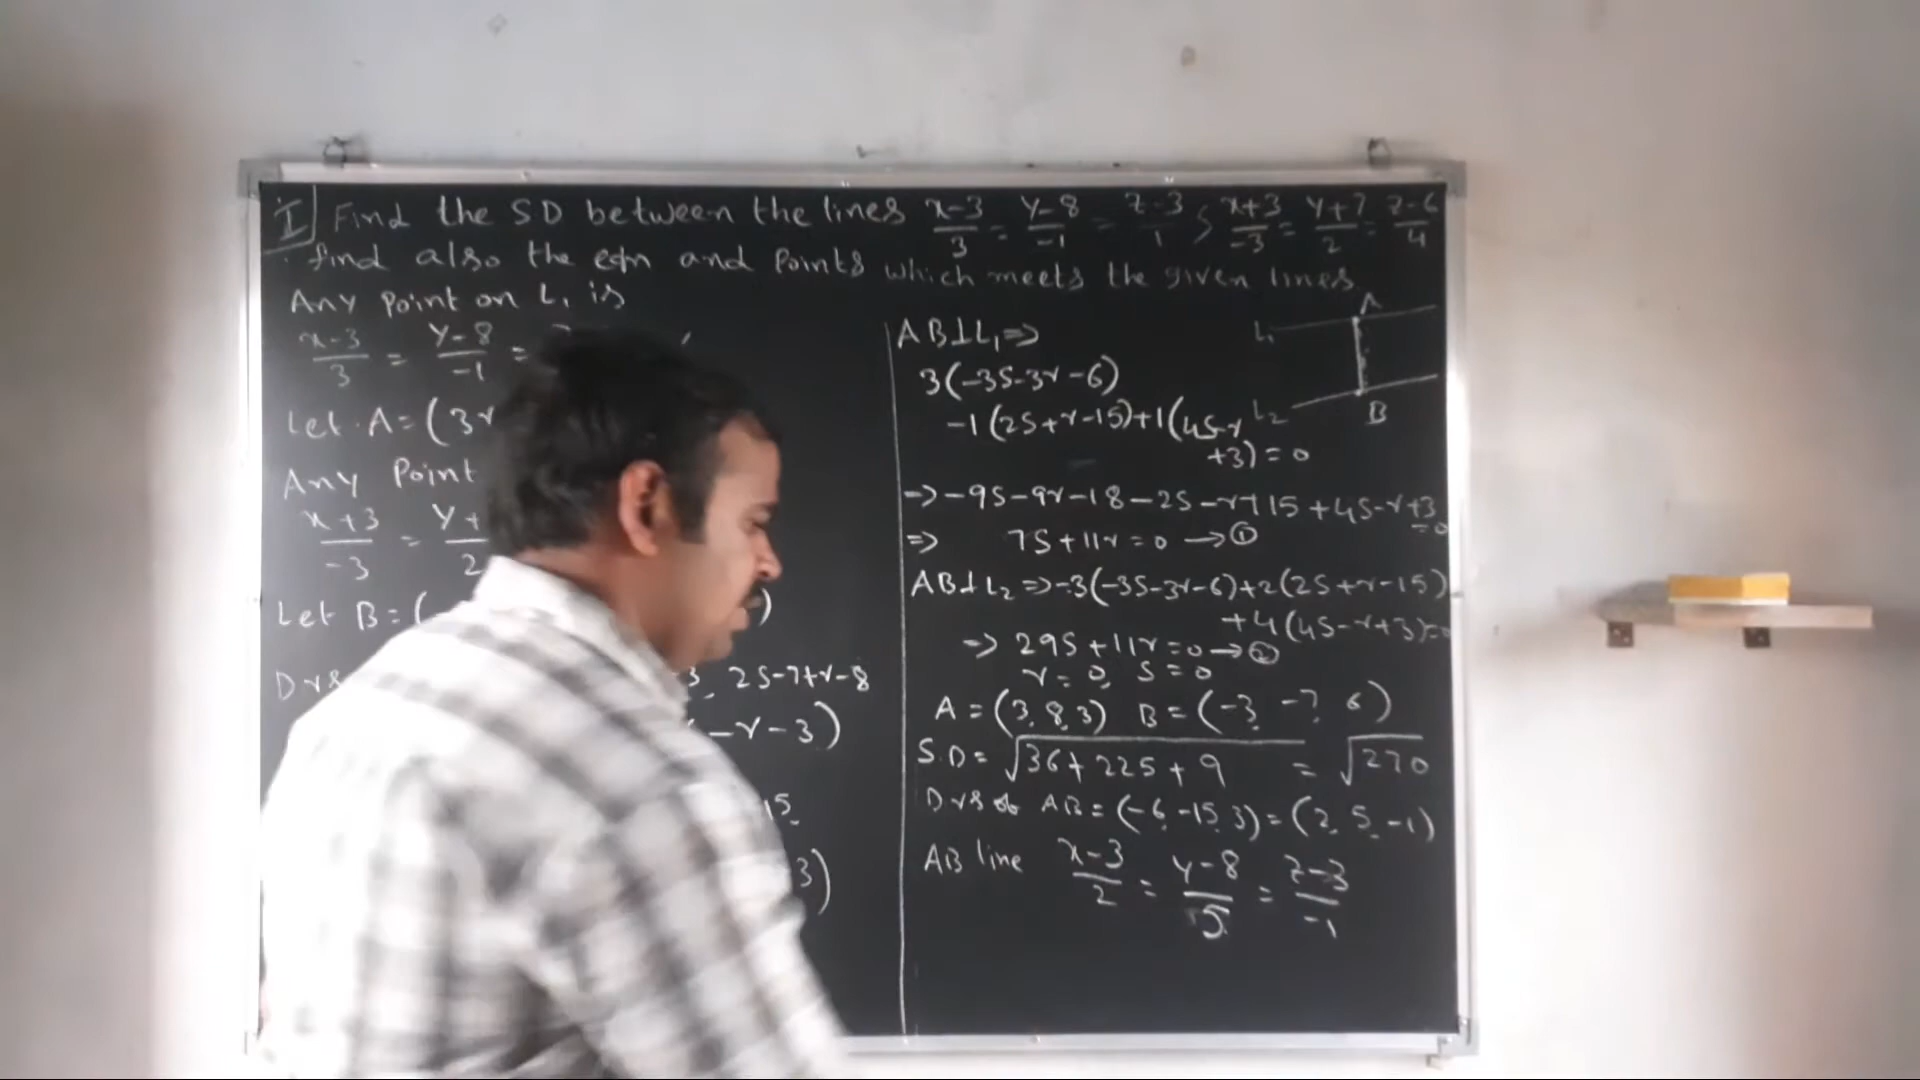 I] Find the SD between the lines x-3/3 = y-8/-1 = z-3/1 ; x+3/-3 = y+7/2 = z-6/4
find also the eqn and points which meets the given lines.
Any point on L₁ is
x-3/3 = y-8/-1 =
Let A=(3r
Any Point
x+3/-3 = y+/2
Let B=(
)
Drs
3, 2s-7+r-8
-r-3)
15,
3)
AB⊥L₁⇒
3(-3s-3r-6)
-1(2s+r-15)+1(4s-r
+3)=0
⇒-9s-9r-18-2s-r+15+4s-r+3
=0
⇒ 7s+11r=0 →①
AB⊥L₂⇒-3(-3s-3r-6)+2(2s+r-15)
+4(4s-r+3)=0
⇒ 29s+11r=0→②
r=0, s=0
A=(3,8,3) B=(-3, -7, 6)
S.D=√36+225+9 = √270
Drs of AB=(-6,-15,3)=(2,5,-1)
AB line x-3/2 = y-8/5 = z-3/-1
L₁
A
L₂
B